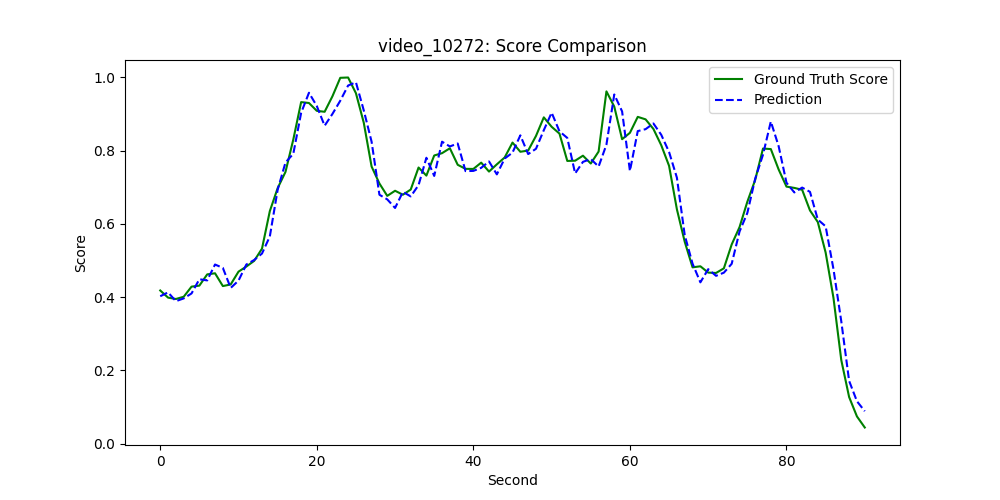 video_10272: Score Comparison
Ground Truth Score
Prediction
Score
1.0
0.8
0.6
0.4
0.2
0.0
0 20 40 60 80
Second